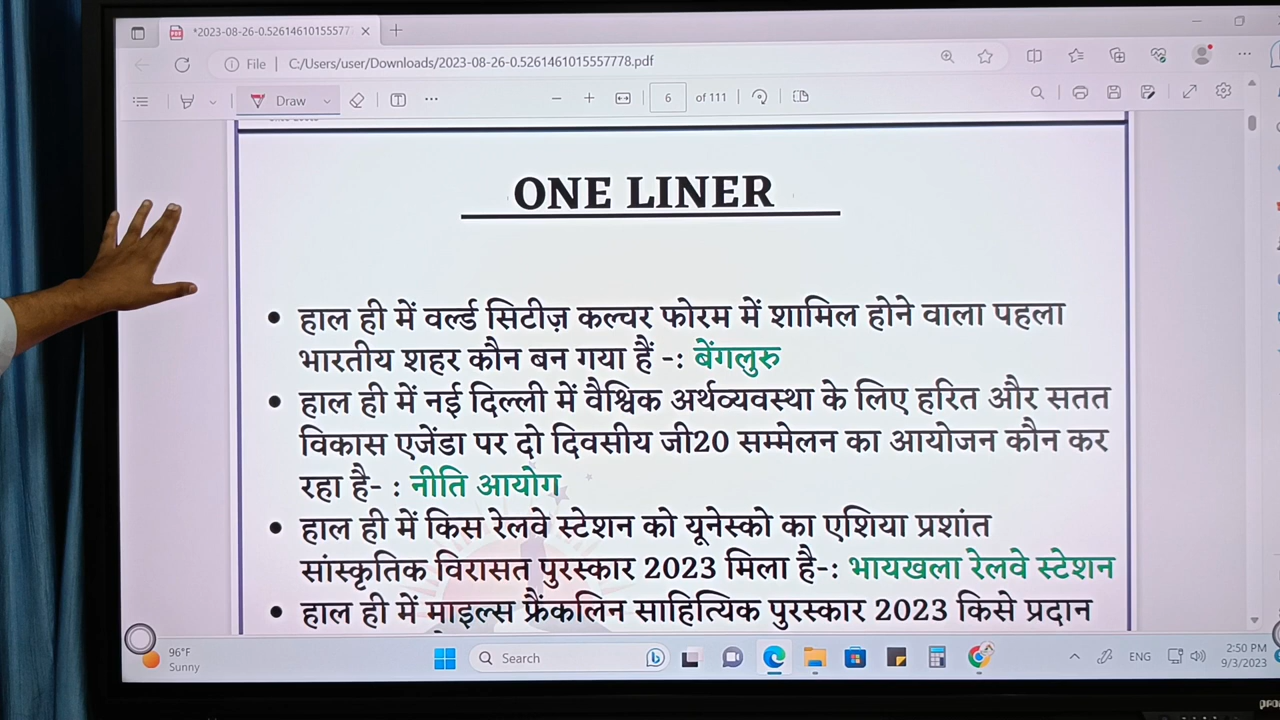 *2023-08-26-0.52614610155577
File | C:/Users/user/Downloads/2023-08-26-0.5261461015557778.pdf
Draw 6 of 111
ONE LINER
हाल ही में वर्ल्ड सिटीज़ कल्चर फोरम में शामिल होने वाला पहला
भारतीय शहर कौन बन गया हैं -: बेंगलुरु
हाल ही में नई दिल्ली में वैश्विक अर्थव्यवस्था के लिए हरित और सतत
विकास एजेंडा पर दो दिवसीय जी20 सम्मेलन का आयोजन कौन कर
रहा है- : नीति आयोग
हाल ही में किस रेलवे स्टेशन को यूनेस्को का एशिया प्रशांत
सांस्कृतिक विरासत पुरस्कार 2023 मिला है-: भायखला रेलवे स्टेशन
हाल ही में माइल्स फ्रैंकलिन साहित्यिक पुरस्कार 2023 किसे प्रदान
96°F
Sunny
Search
ENG
2:50 PM
9/3/2023